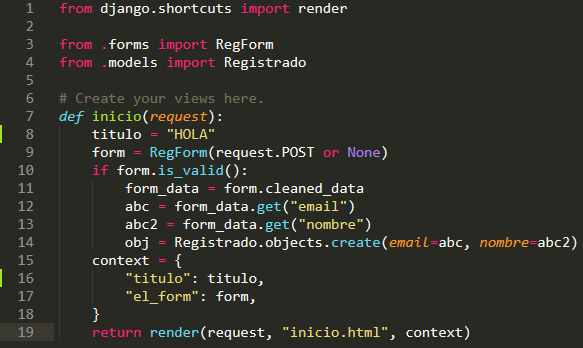 1 from django.shortcuts import render
2
3 from .forms import RegForm
4 from .models import Registrado
5
6 # Create your views here.
7 def inicio(request):
8     titulo = "HOLA"
9     form = RegForm(request.POST or None)
10     if form.is_valid():
11         form_data = form.cleaned_data
12         abc = form_data.get("email")
13         abc2 = form_data.get("nombre")
14         obj = Registrado.objects.create(email=abc, nombre=abc2)
15     context = {
16         "titulo": titulo,
17         "el_form": form,
18     }
19     return render(request, "inicio.html", context)